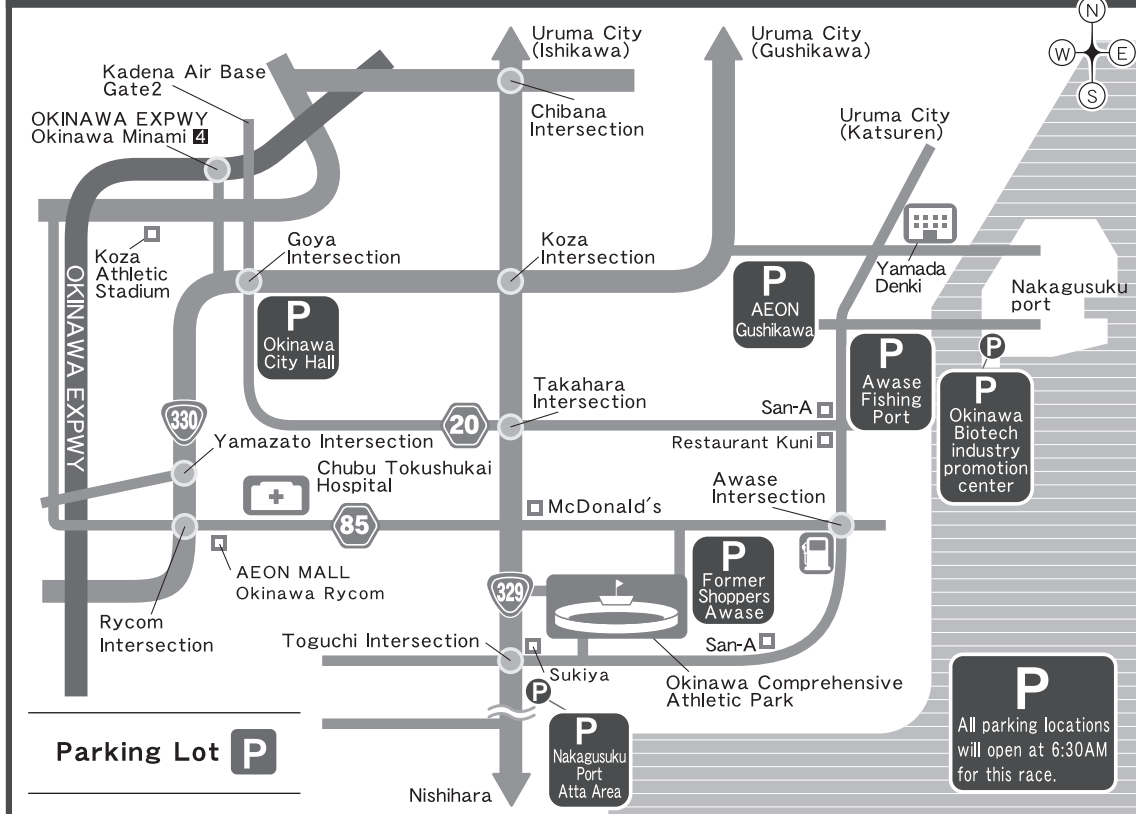 N
W
E
S
Uruma City
(Ishikawa)
Uruma City
(Gushikawa)
Kadena Air Base
Gate2
OKINAWA EXPWY
Okinawa Minami 4
Chibana
Intersection
Uruma City
(Katsuren)
Koza
Athletic
Stadium
Goya
Intersection
Koza
Intersection
Yamada
Denki
Nakagusuku
port
OKINAWA EXPWY
P
Okinawa
City Hall
P
AEON
Gushikawa
P
Awase
Fishing
Port
P
P
Okinawa
Biotech
industry
promotion
center
330
Takahara
Intersection
20
San-A
Restaurant Kuni
Yamazato Intersection
Chubu Tokushukai
Hospital
Awase
Intersection
McDonald's
85
AEON MALL
Okinawa Rycom
P
Former
Shoppers
Awase
329
Rycom
Intersection
Toguchi Intersection
Sukiya
San-A
Okinawa Comprehensive
Athletic Park
P
P
Nakagusuku
Port
Atta Area
Nishihara
Parking Lot P
P
All parking locations
will open at 6:30AM
for this race.